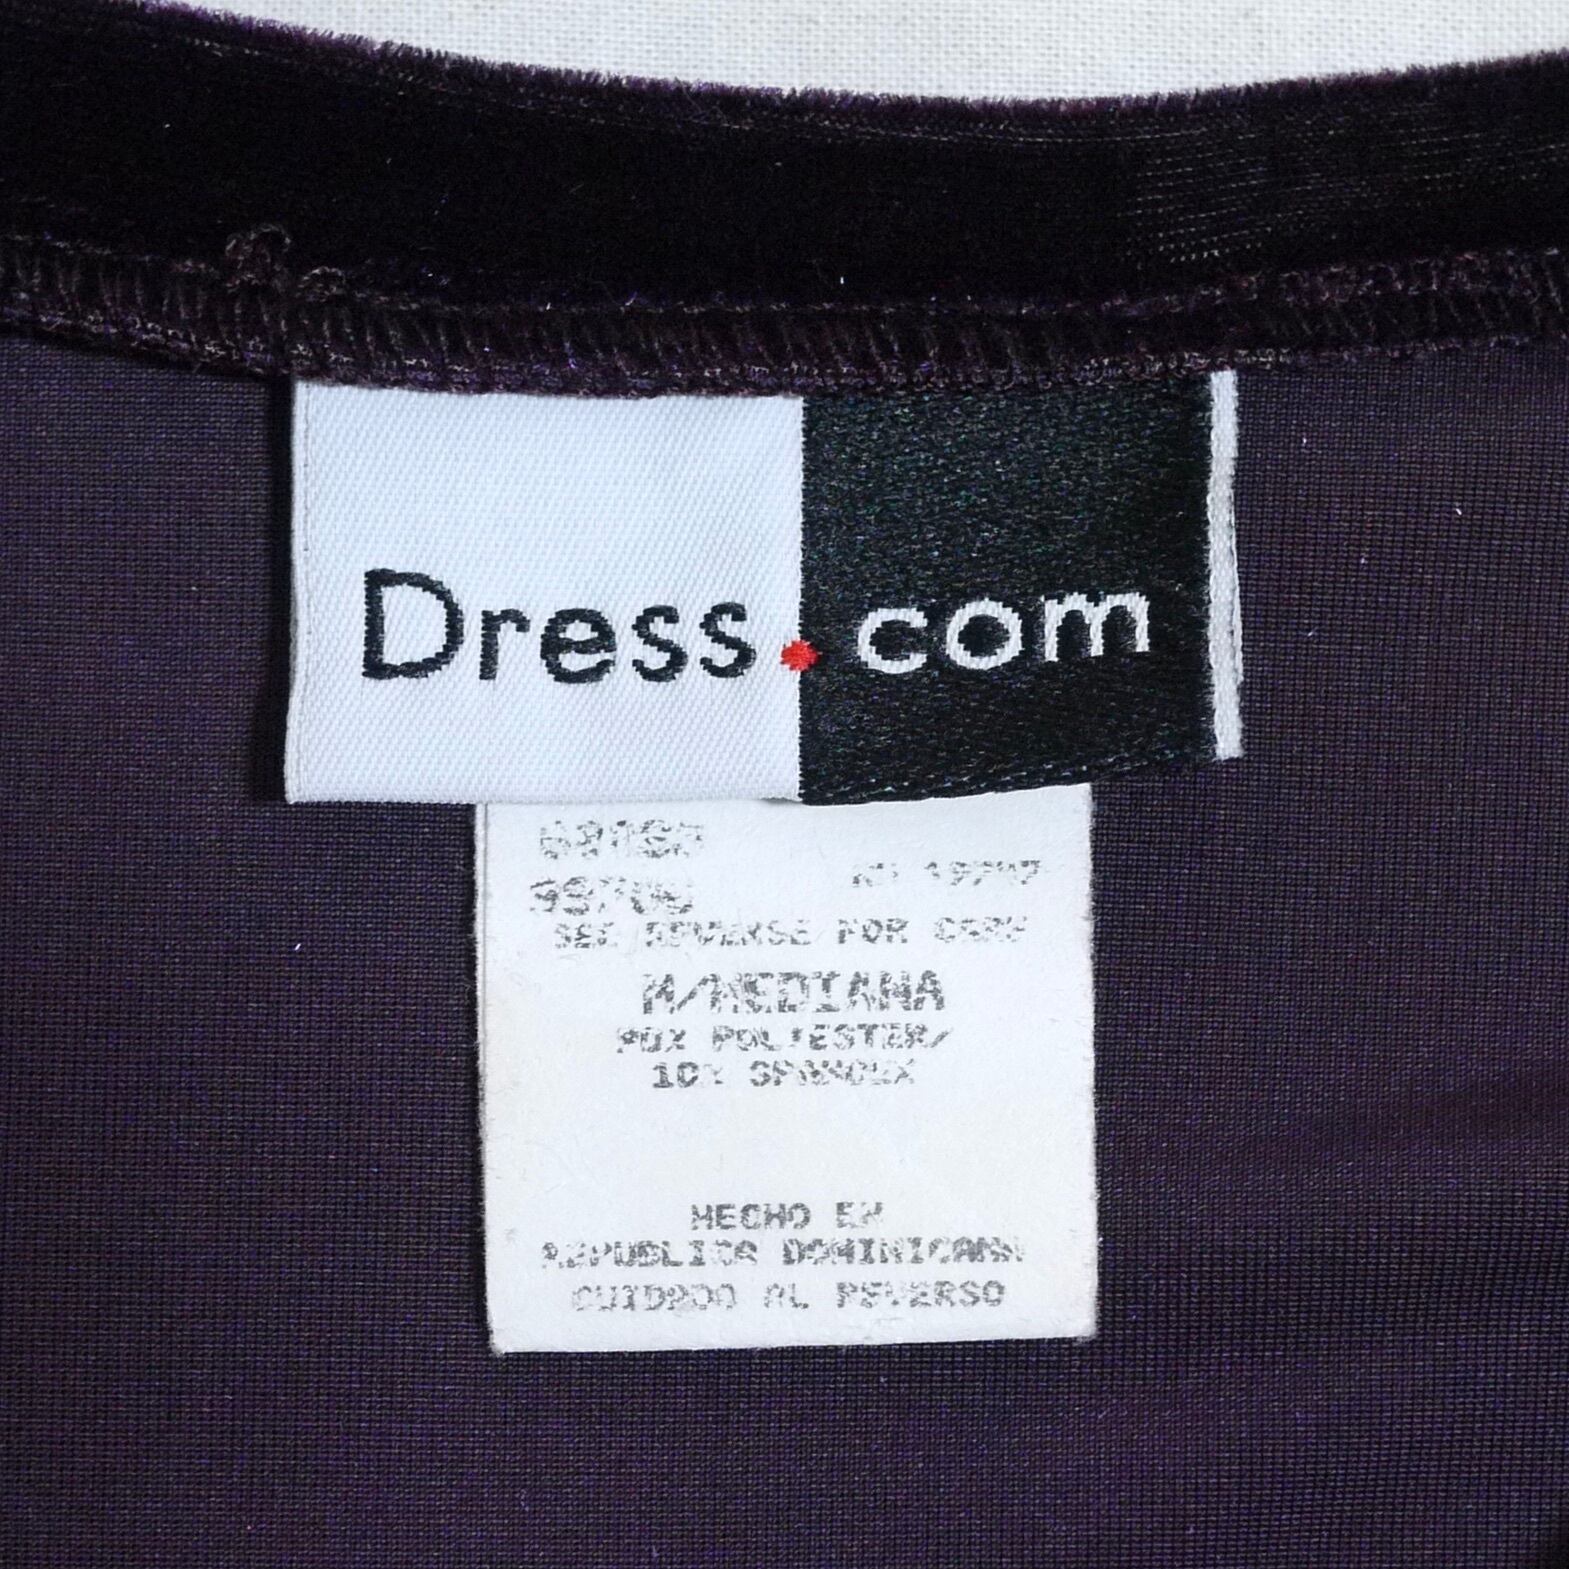 Dress.com
SEE REVERSE FOR CARE
M/MEDIANA
90% POLYESTER/
10% SPANDEX
HECHO EN
REPUBLICA DOMINICANA
CUIDADO AL REVERSO